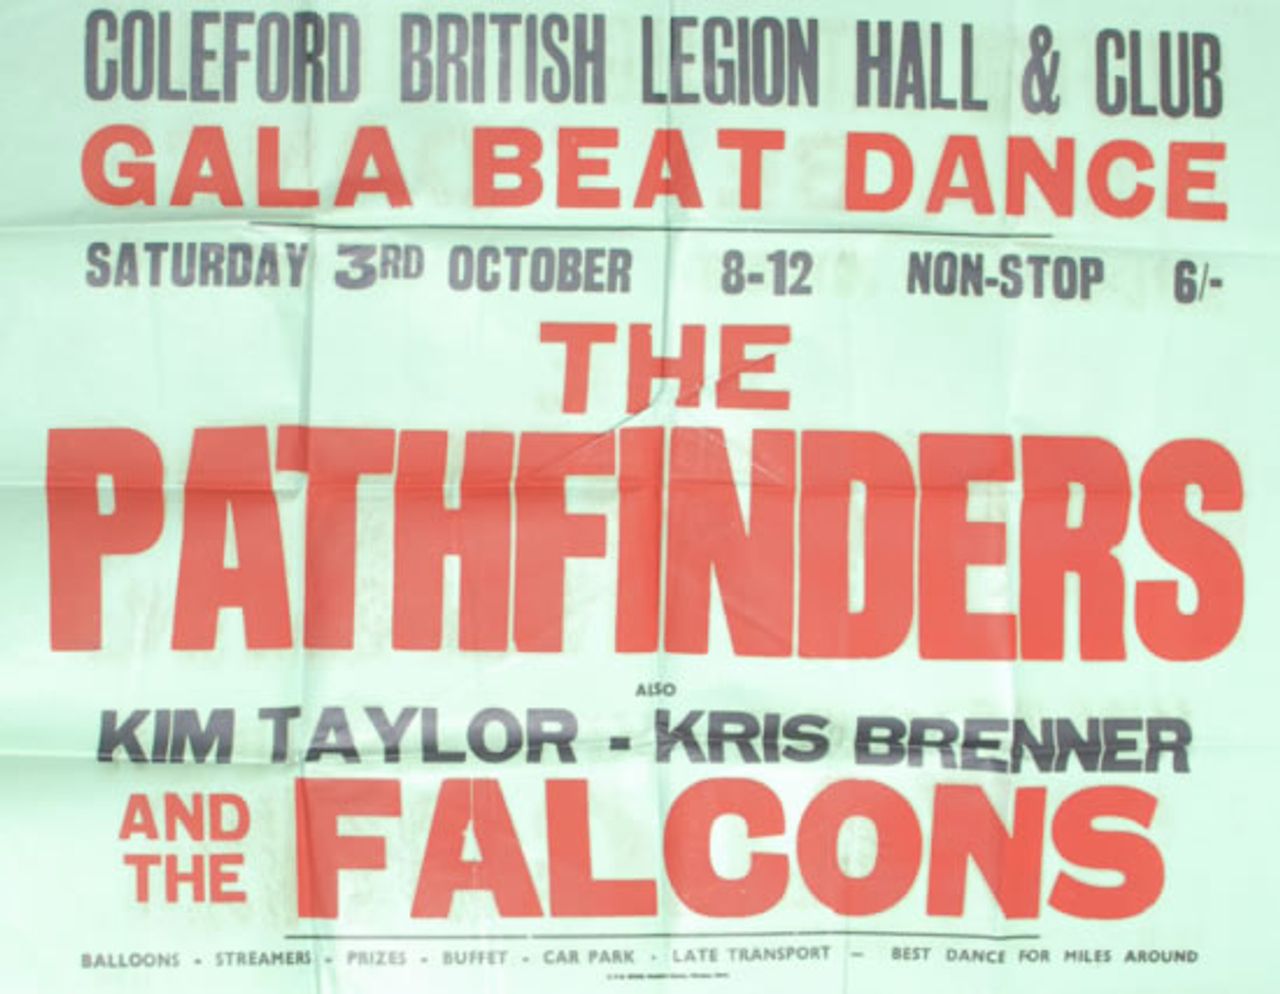 COLEFORD BRITISH LEGION HALL & CLUB
GALA BEAT DANCE
SATURDAY 3RD OCTOBER 8-12 NON-STOP 6/-
THE
PATHFINDERS
ALSO
KIM TAYLOR - KRIS BRENNER
AND THE FALCONS
BALLOONS - STREAMERS - PRIZES - BUFFET - CAR PARK - LATE TRANSPORT — BEST DANCE FOR MILES AROUND